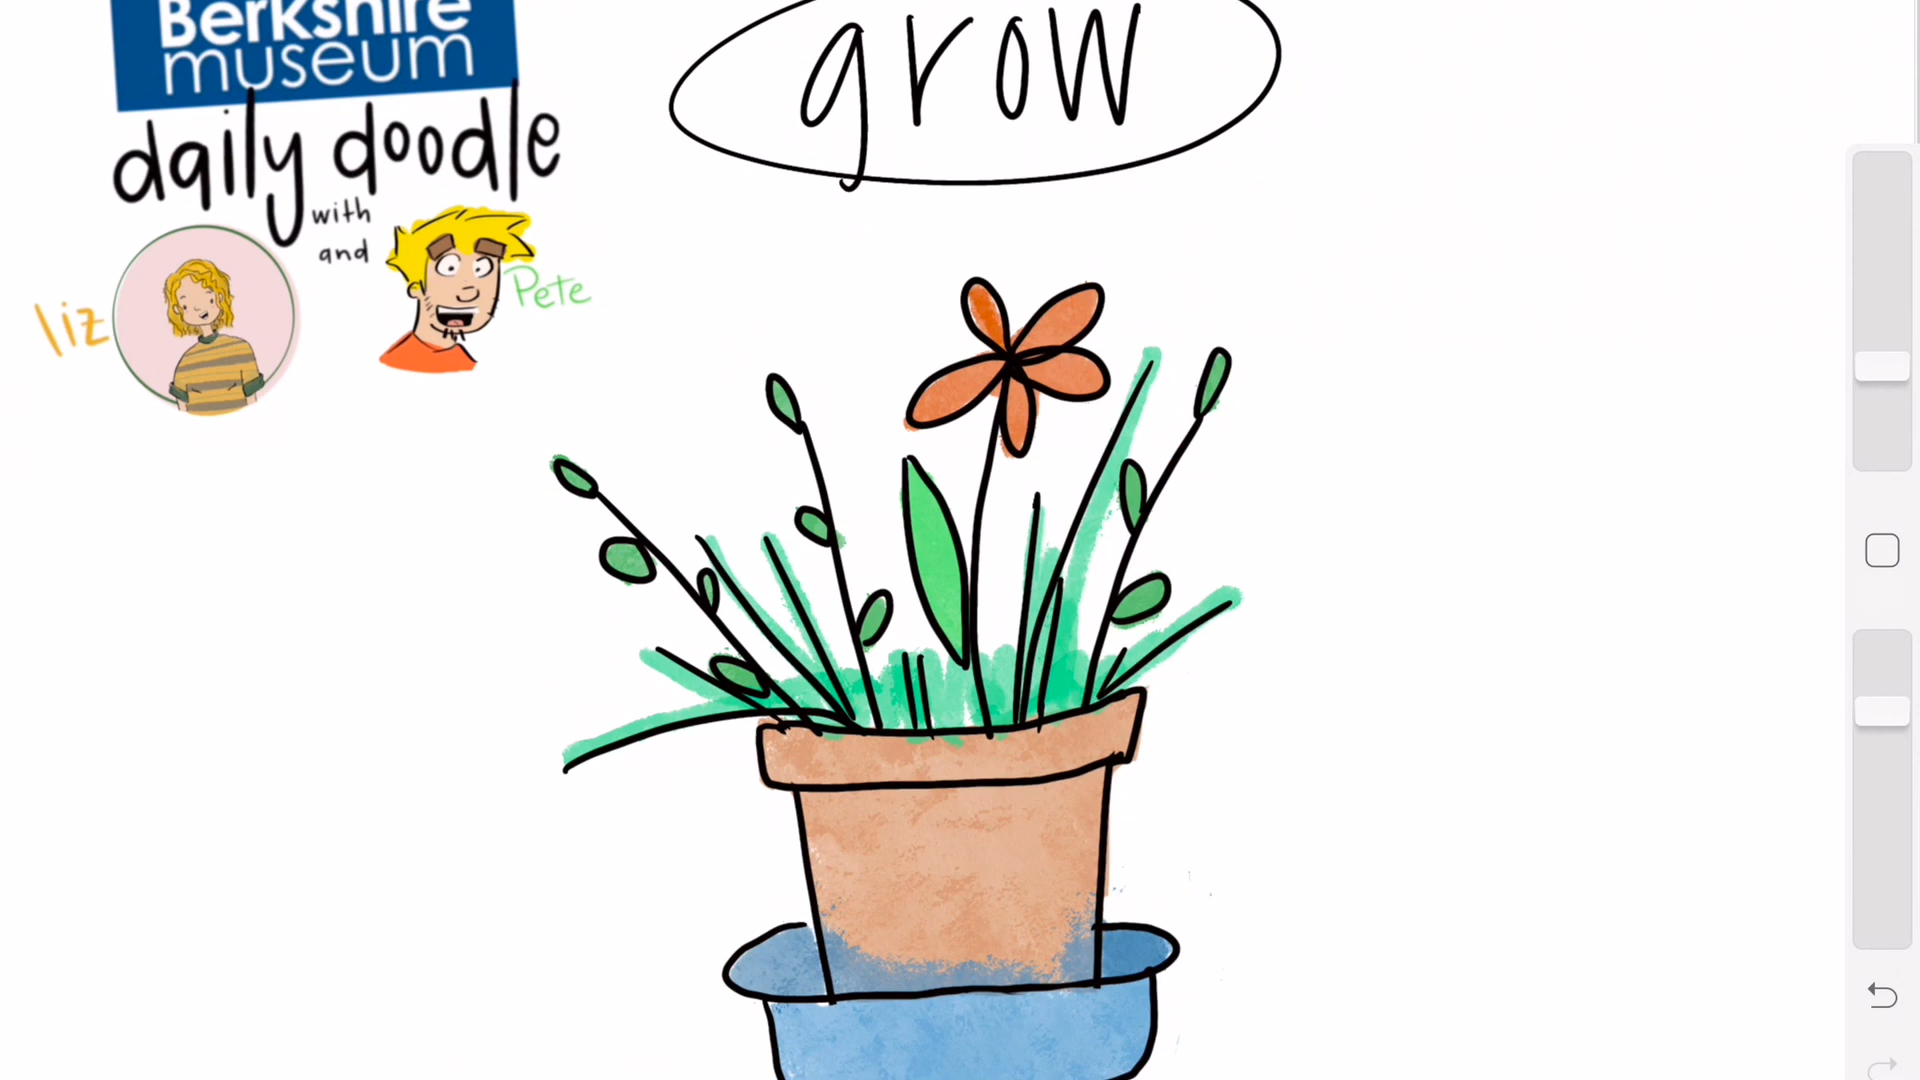 Berkshire
museum
daily doodle
with
and
liz
Pete
grow